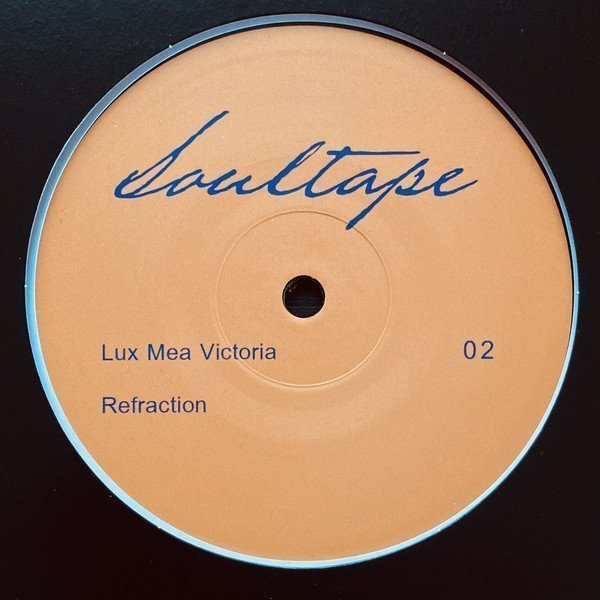 Soultape
Lux Mea Victoria 02
Refraction